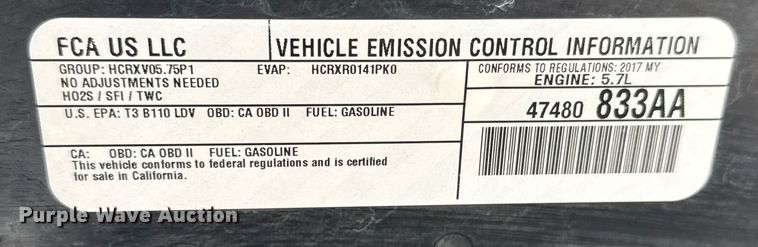 FCA US LLC
VEHICLE EMISSION CONTROL INFORMATION
GROUP: HCRXV05.75P1 EVAP: HCRXR0141PK0
NO ADJUSTMENTS NEEDED
HO2S / SFI / TWC
CONFORMS TO REGULATIONS: 2017 MY
ENGINE: 5.7L
U.S. EPA: T3 B110 LDV OBD: CA OBD II FUEL: GASOLINE
47480 833AA
CA: OBD: CA OBD II FUEL: GASOLINE
This vehicle conforms to federal regulations and is certified
for sale in California.
Purple Wave Auction